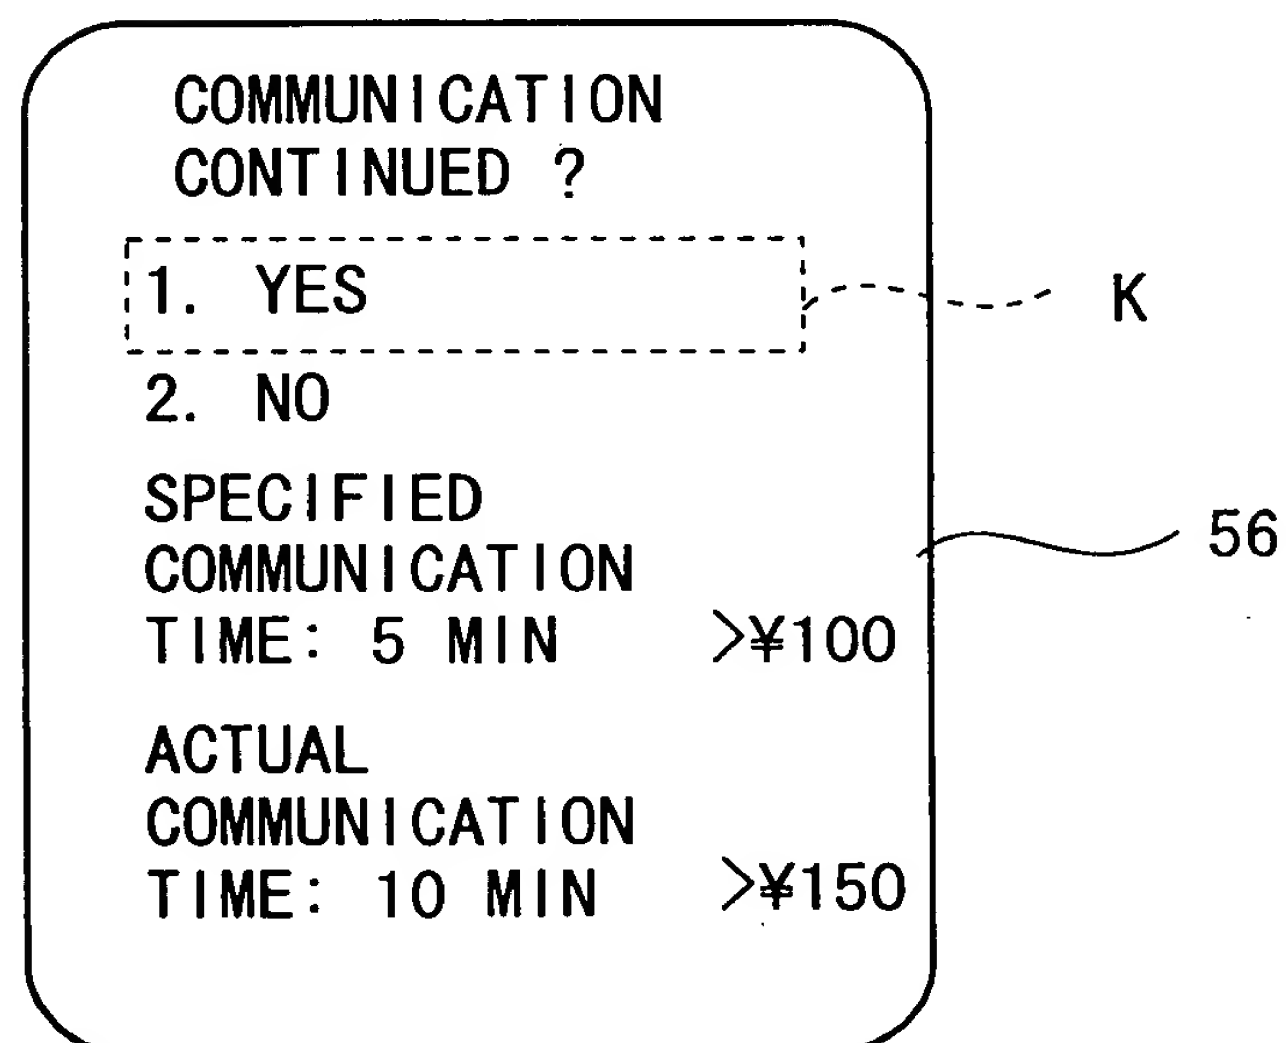 COMMUNICATION
CONTINUED ?
1. YES
K
2. NO
SPECIFIED
COMMUNICATION
56
TIME: 5 MIN >¥100
ACTUAL
COMMUNICATION
TIME: 10 MIN >¥150